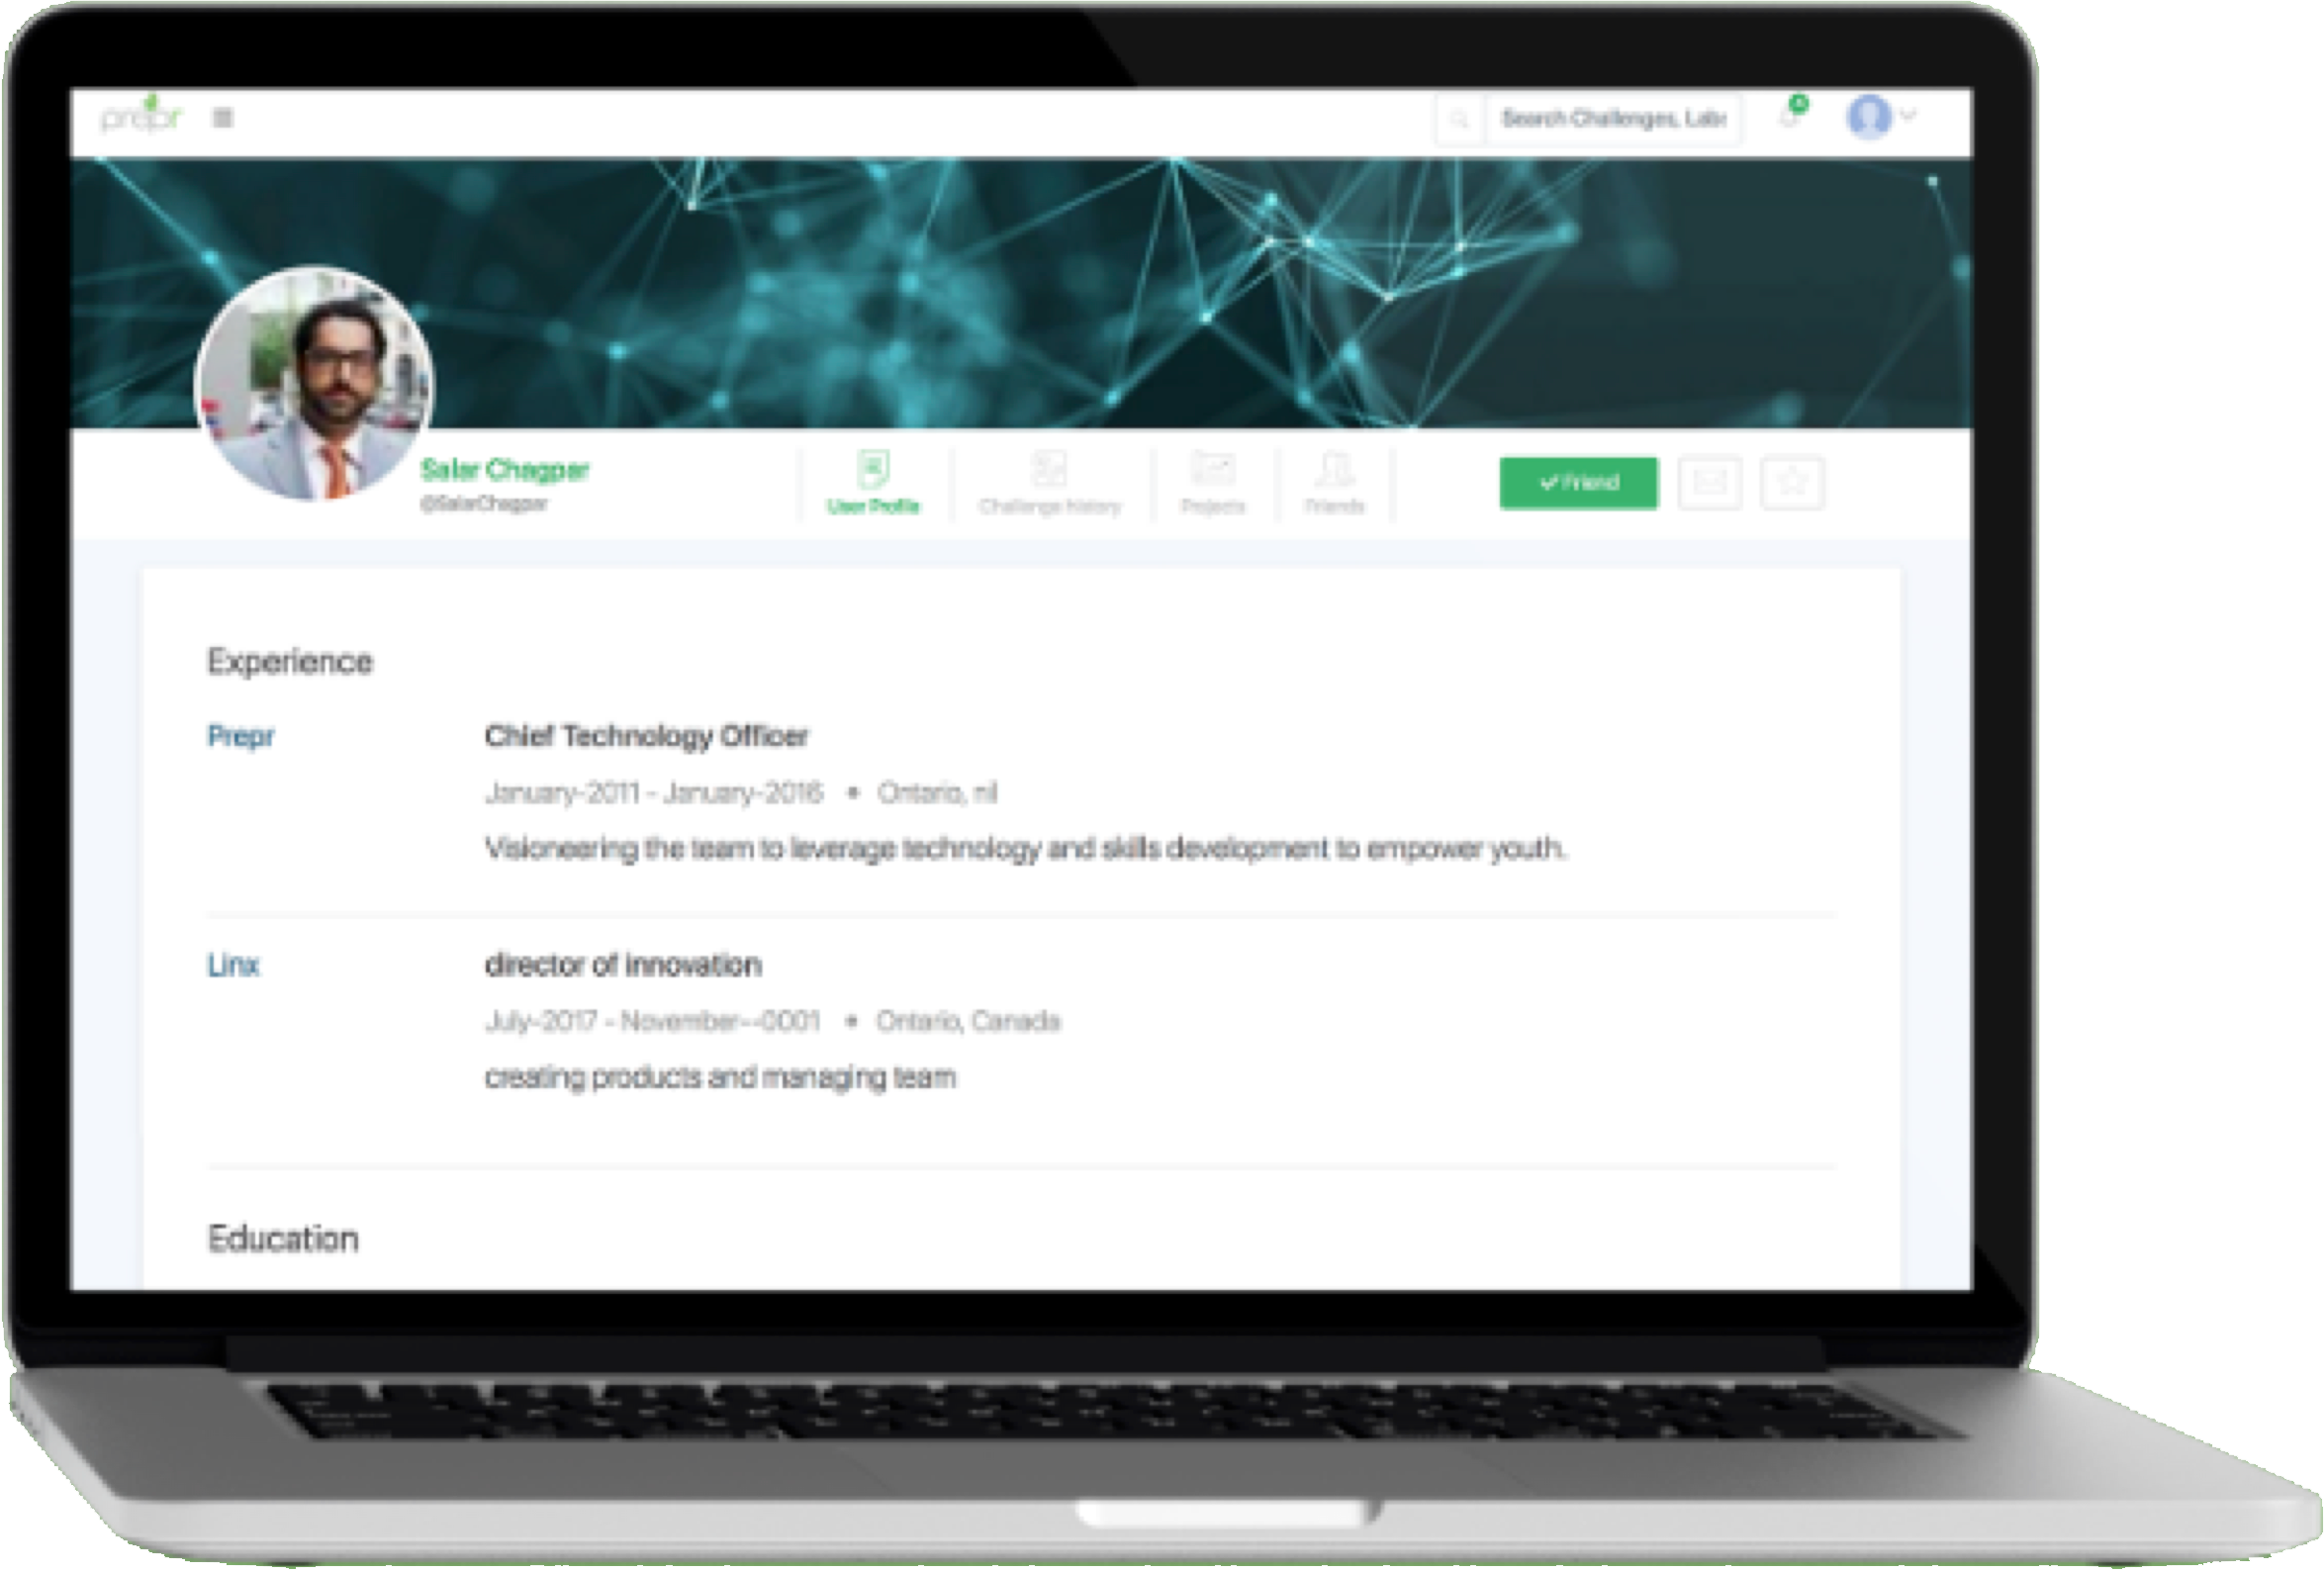 prepr
Search Challenges, Labs
Salar Chagpar
@SalarChagpar
User Profile
Challenge history
Projects
Friends
Friend
Experience
Prepr
Chief Technology Officer
January-2011 - January-2016 • Ontario, nil
Visioneering the team to leverage technology and skills development to empower youth.
Linx
director of innovation
July-2017 - November--0001 • Ontario, Canada
creating products and managing team
Education